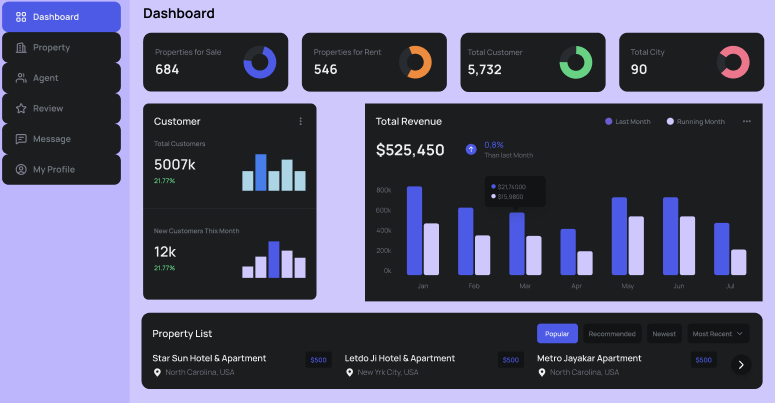 Dashboard
Property
Agent
Review
Message
My Profile
Dashboard
Properties for Sale
684
Properties for Rent
546
Total Customer
5,732
Total City
90
Customer
Total Customers
5007k
21.77%
New Customers This Month
12k
21.77%
Total Revenue
Last Month
Running Month
$525,450
0,8%
Than last Month
$21,74000
$15,9800
800k
600k
400k
200k
0k
Jan Feb Mar Apr May Jun Jul
Property List
Popular
Recommended
Newest
Most Recent
Star Sun Hotel & Apartment
$500
North Carolina, USA
Letdo Ji Hotel & Apartment
$500
New Yrk City, USA
Metro Jayakar Apartment
$500
North Carolina, USA